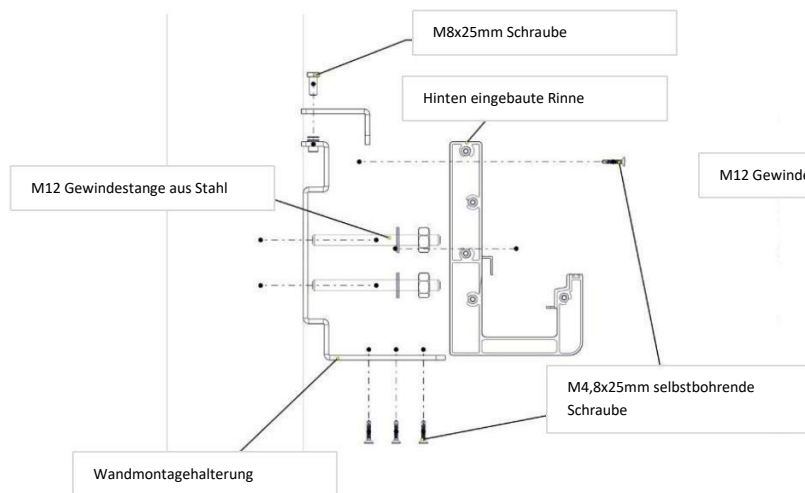 M8x25mm Schraube
Hinten eingebaute Rinne
M12 Gewindestange aus Stahl
M12 Gewinde
M4,8x25mm selbstbohrende
Schraube
Wandmontagehalterung